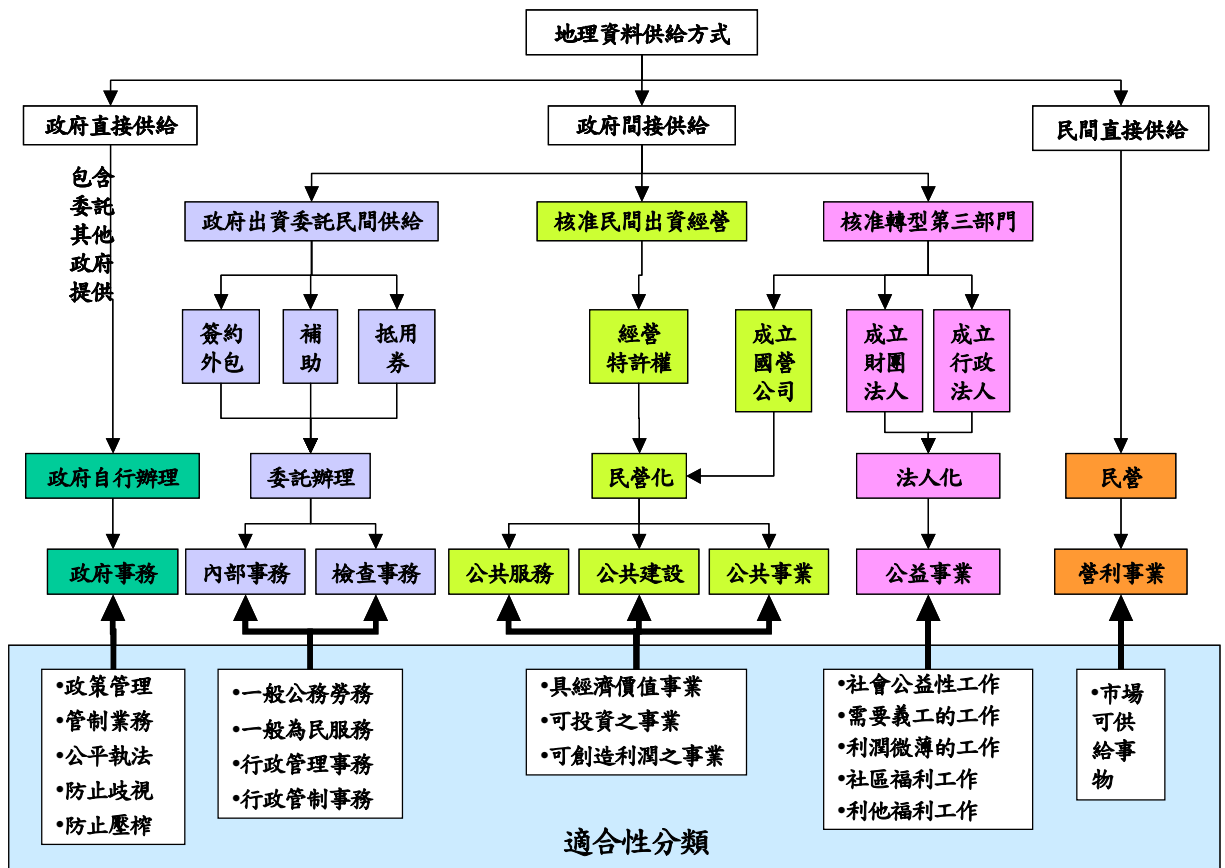 地理資料供給方式
政府直接供給
政府間接供給
民間直接供給
包含
委託
其他
政府
提供
政府出資委託民間供給
核准民間出資經營
核准轉型第三部門
簽約
外包
補
助
抵用
券
經營
特許權
成立
國營
公司
成立
財團
法人
成立
行政
法人
政府自行辦理
委託辦理
民營化
法人化
民營
政府事務
內部事務
檢查事務
公共服務
公共建設
公共事業
公益事業
營利事業
•政策管理
•管制業務
•公平執法
•防止歧視
•防止壓榨
•一般公務勞務
•一般為民服務
•行政管理事務
•行政管制事務
•具經濟價值事業
•可投資之事業
•可創造利潤之事業
•社會公益性工作
•需要義工的工作
•利潤微薄的工作
•社區福利工作
•利他福利工作
•市場
可供
給事
物
適合性分類